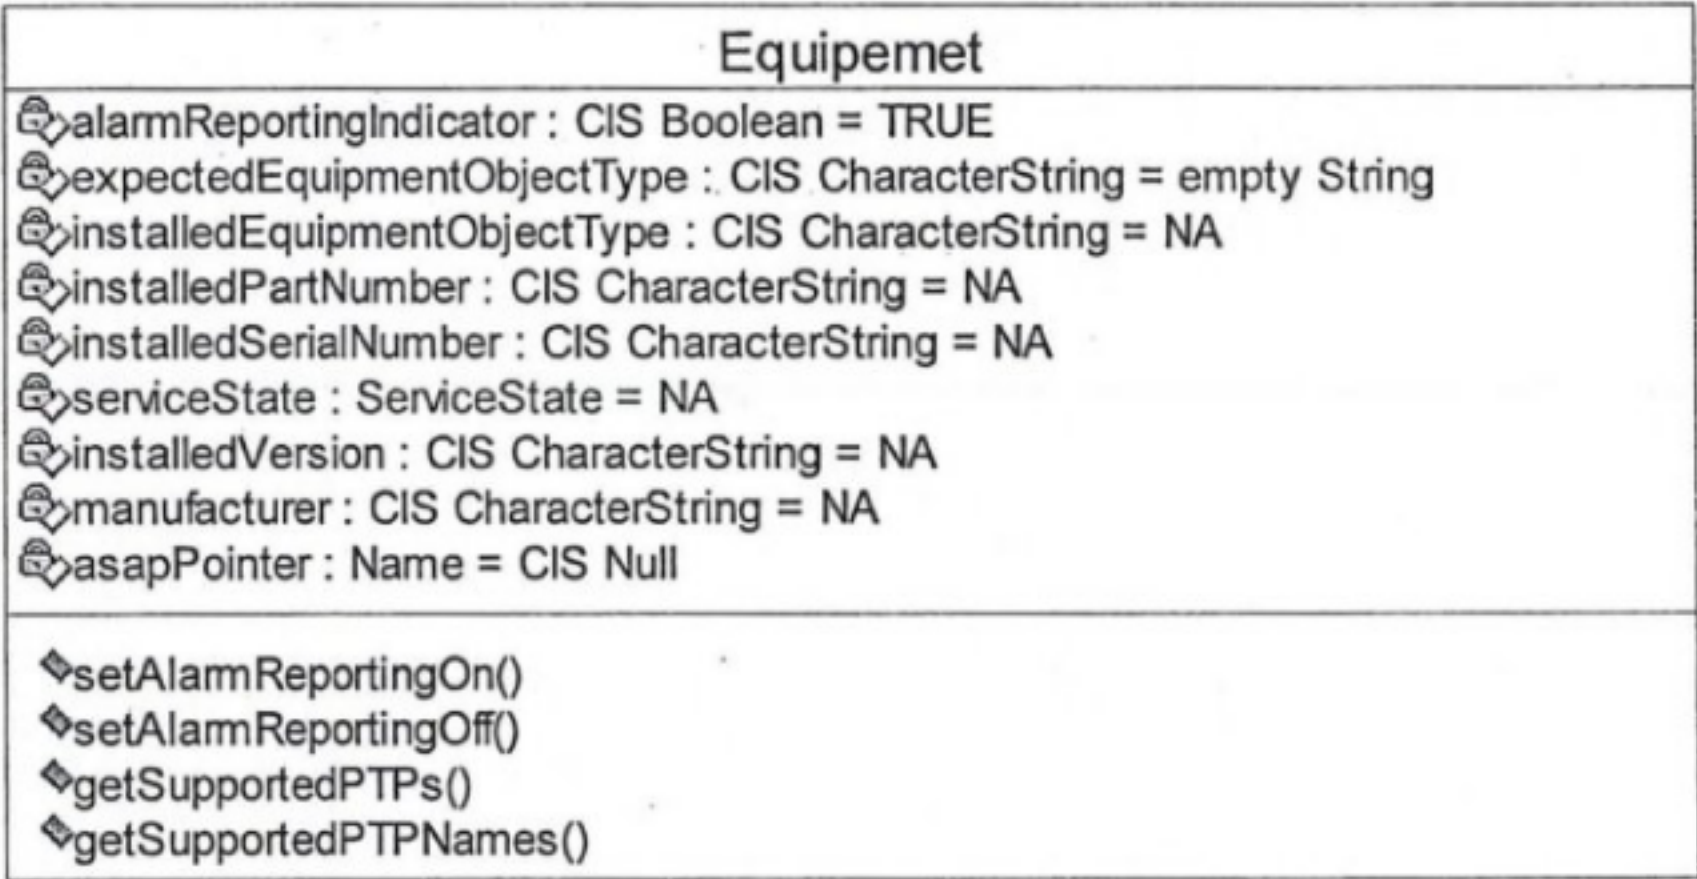 Equipemet
alarmReportingIndicator : CIS Boolean = TRUE
expectedEquipmentObjectType : CIS CharacterString = empty String
installedEquipmentObjectType : CIS CharacterString = NA
installedPartNumber : CIS CharacterString = NA
installedSerialNumber : CIS CharacterString = NA
serviceState : ServiceState = NA
installedVersion : CIS CharacterString = NA
manufacturer : CIS CharacterString = NA
asapPointer : Name = CIS Null
setAlarmReportingOn()
setAlarmReportingOff()
getSupportedPTPs()
getSupportedPTPNames()